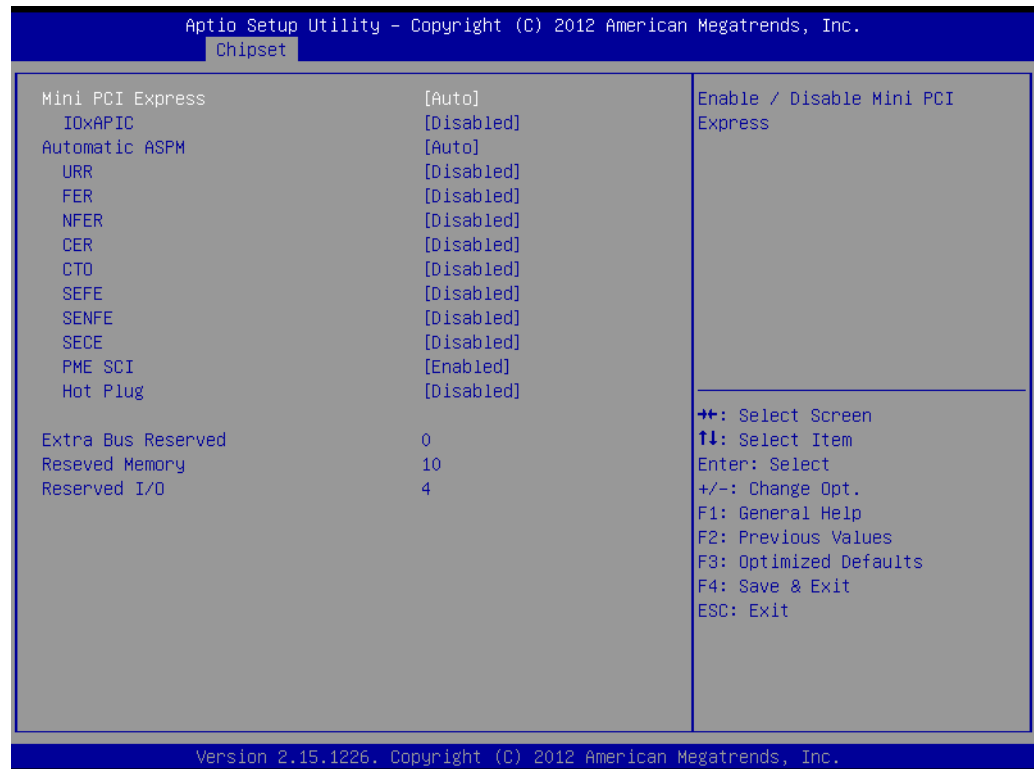 Aptio Setup Utility – Copyright (C) 2012 American Megatrends, Inc.
Chipset
Mini PCI Express [Auto]
IOxAPIC [Disabled]
Automatic ASPM [Auto]
URR [Disabled]
FER [Disabled]
NFER [Disabled]
CER [Disabled]
CTO [Disabled]
SEFE [Disabled]
SENFE [Disabled]
SECE [Disabled]
PME SCI [Enabled]
Hot Plug [Disabled]
Extra Bus Reserved 0
Reseved Memory 10
Reserved I/O 4
Enable / Disable Mini PCI
Express
→←: Select Screen
↑↓: Select Item
Enter: Select
+/-: Change Opt.
F1: General Help
F2: Previous Values
F3: Optimized Defaults
F4: Save & Exit
ESC: Exit
Version 2.15.1226. Copyright (C) 2012 American Megatrends, Inc.